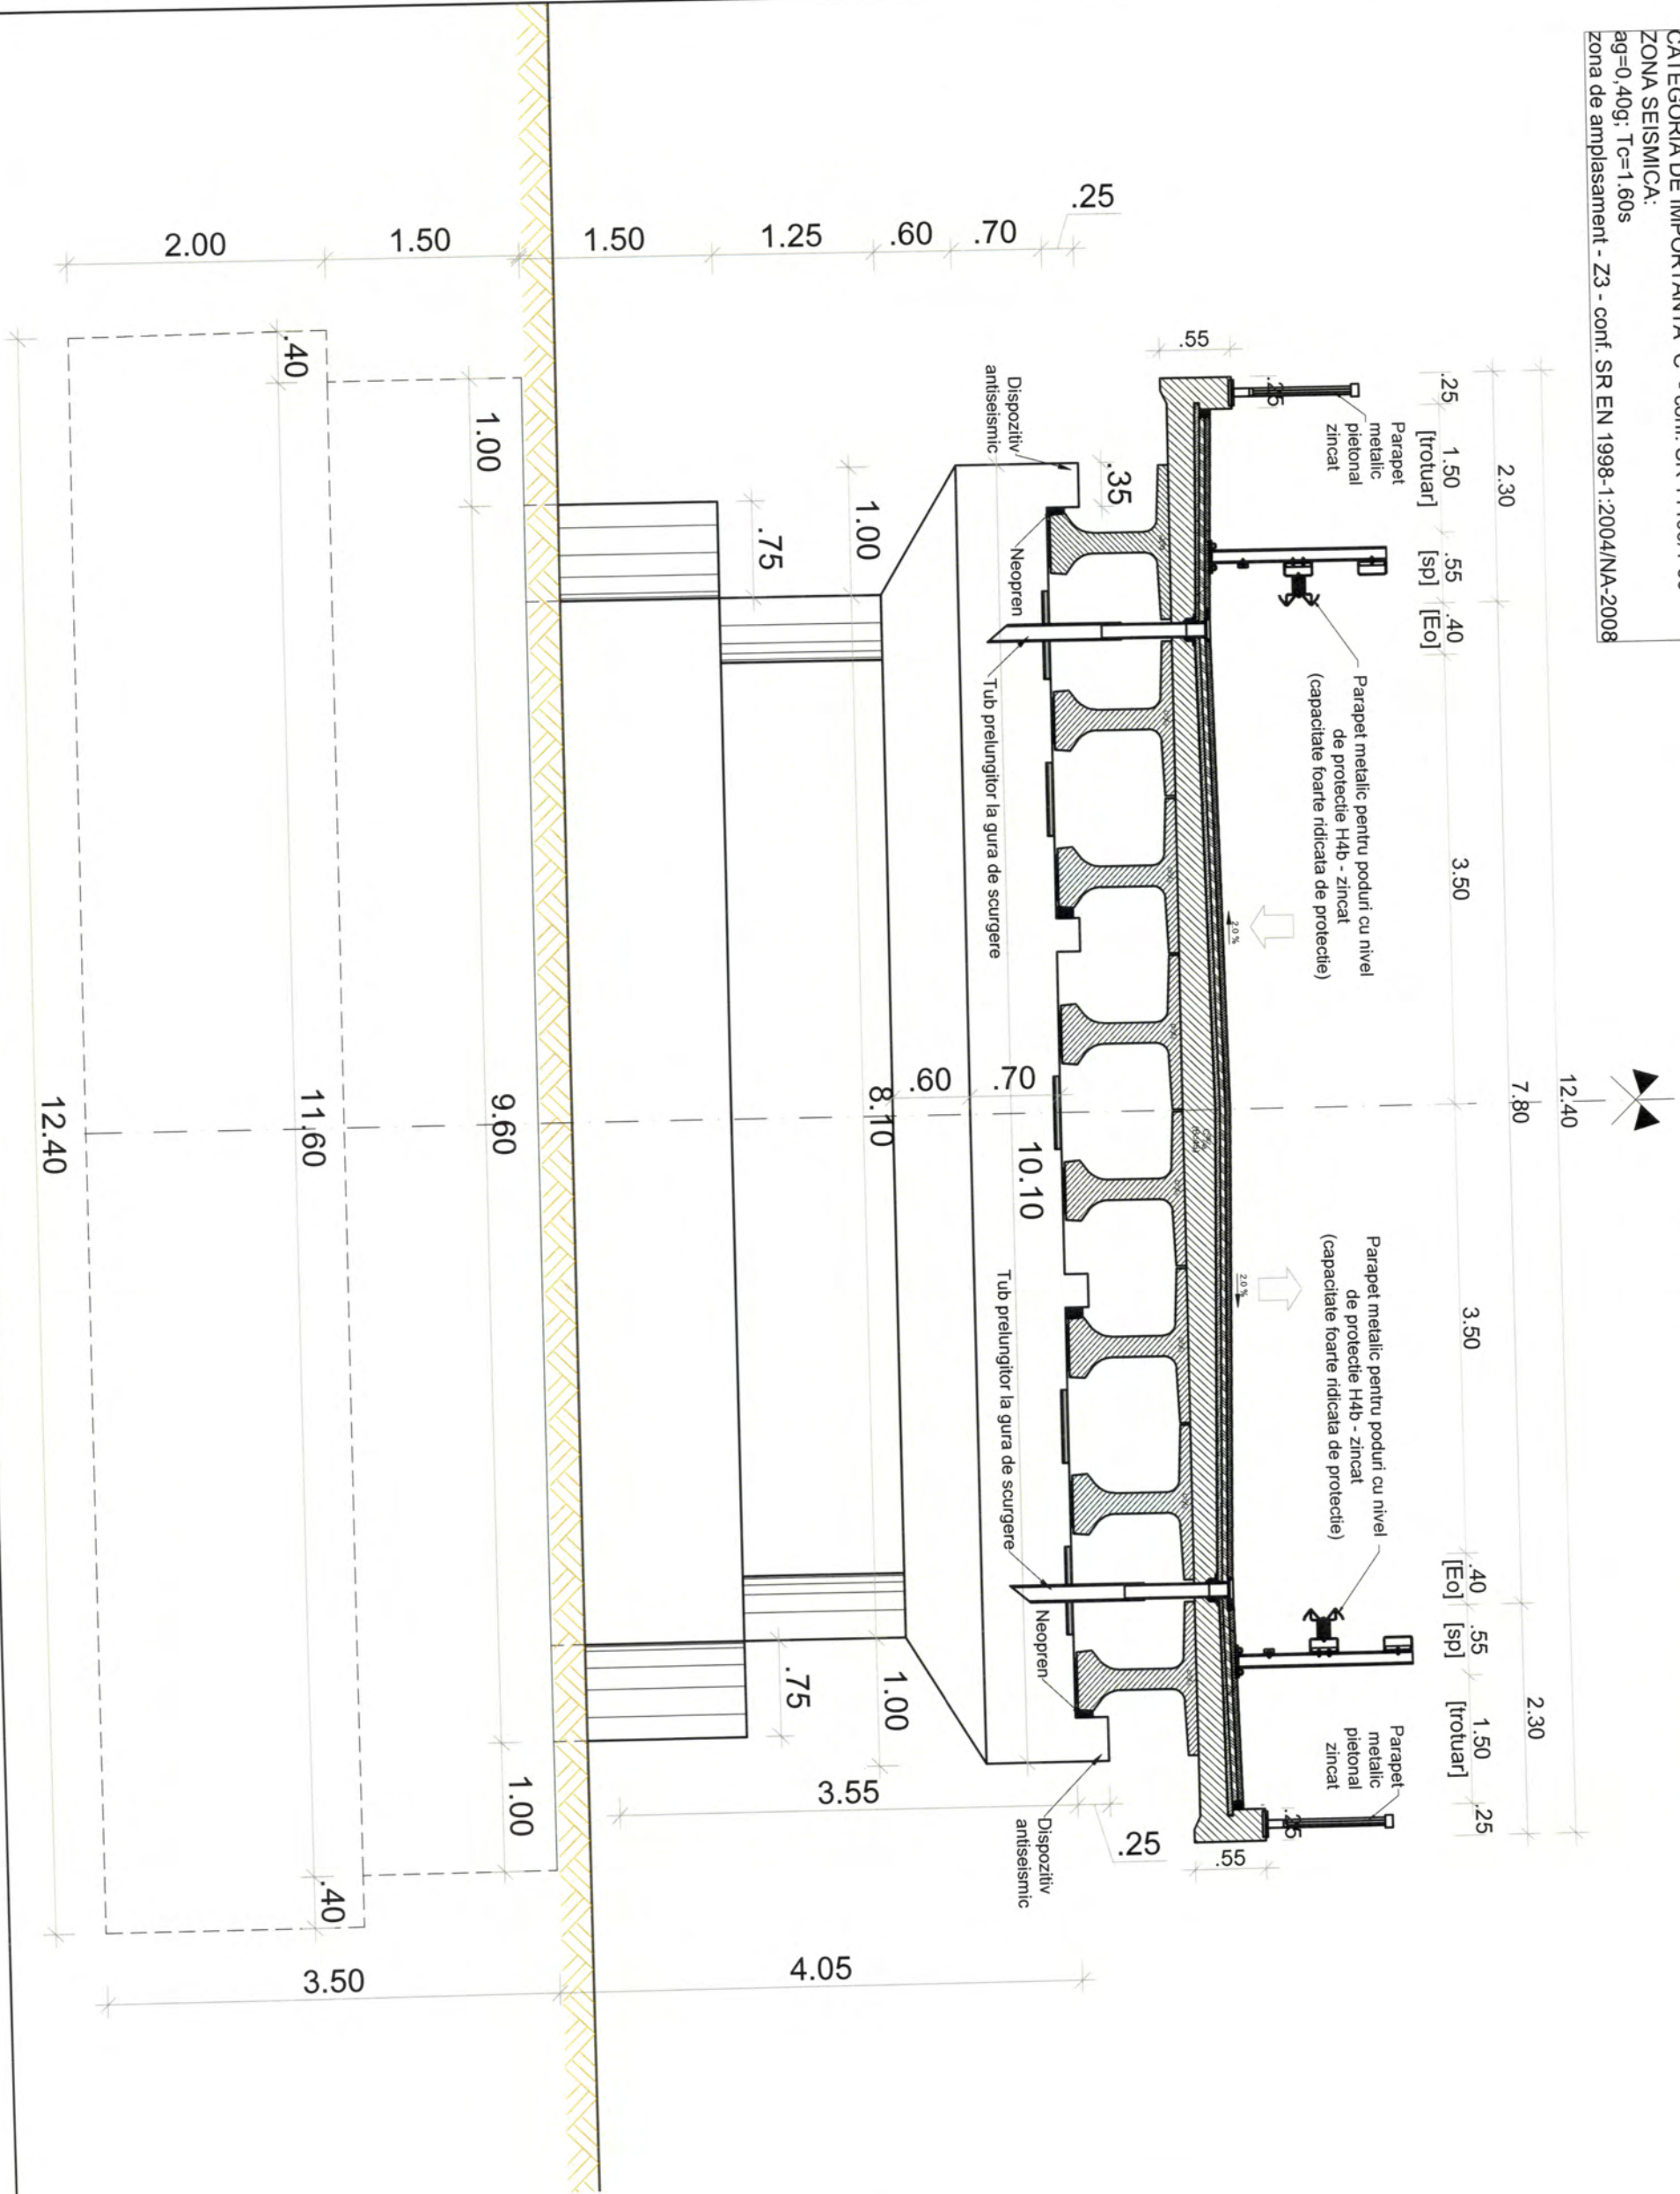 ZONA SEISMICA:
ag=0,40g; Tc=1.60s
zona de amplasament - Z3 - conf. SR EN 1998-1:2004/NA-2008
12.40
2.30
7.80
2.30
.25
1.50
[trotuar]
.55
[sp]
.40
[Eo]
3.50
3.50
.40
[Eo]
.55
[sp]
1.50
[trotuar]
.25
Parapet
metalic
pietonal
zincat
Parapet metalic pentru poduri cu nivel
de protectie H4b - zincat
(capacitate foarte ridicata de protectie)
Parapet metalic pentru poduri cu nivel
de protectie H4b - zincat
(capacitate foarte ridicata de protectie)
Parapet
metalic
pietonal
zincat
.25
.55
2.0 %
2.0 %
.25
.55
.25
.35
Dispozitiv
antiseismic
Neopren
Tub prelungitor la gura de scurgere
Tub prelungitor la gura de scurgere
Neopren
Dispozitiv
antiseismic
.25
.70
.60
1.25
1.50
1.50
2.00
.70
.60
10.10
1.00
8.10
1.00
.75
.75
3.55
4.05
1.00
9.60
1.00
.40
11.60
.40
3.50
12.40